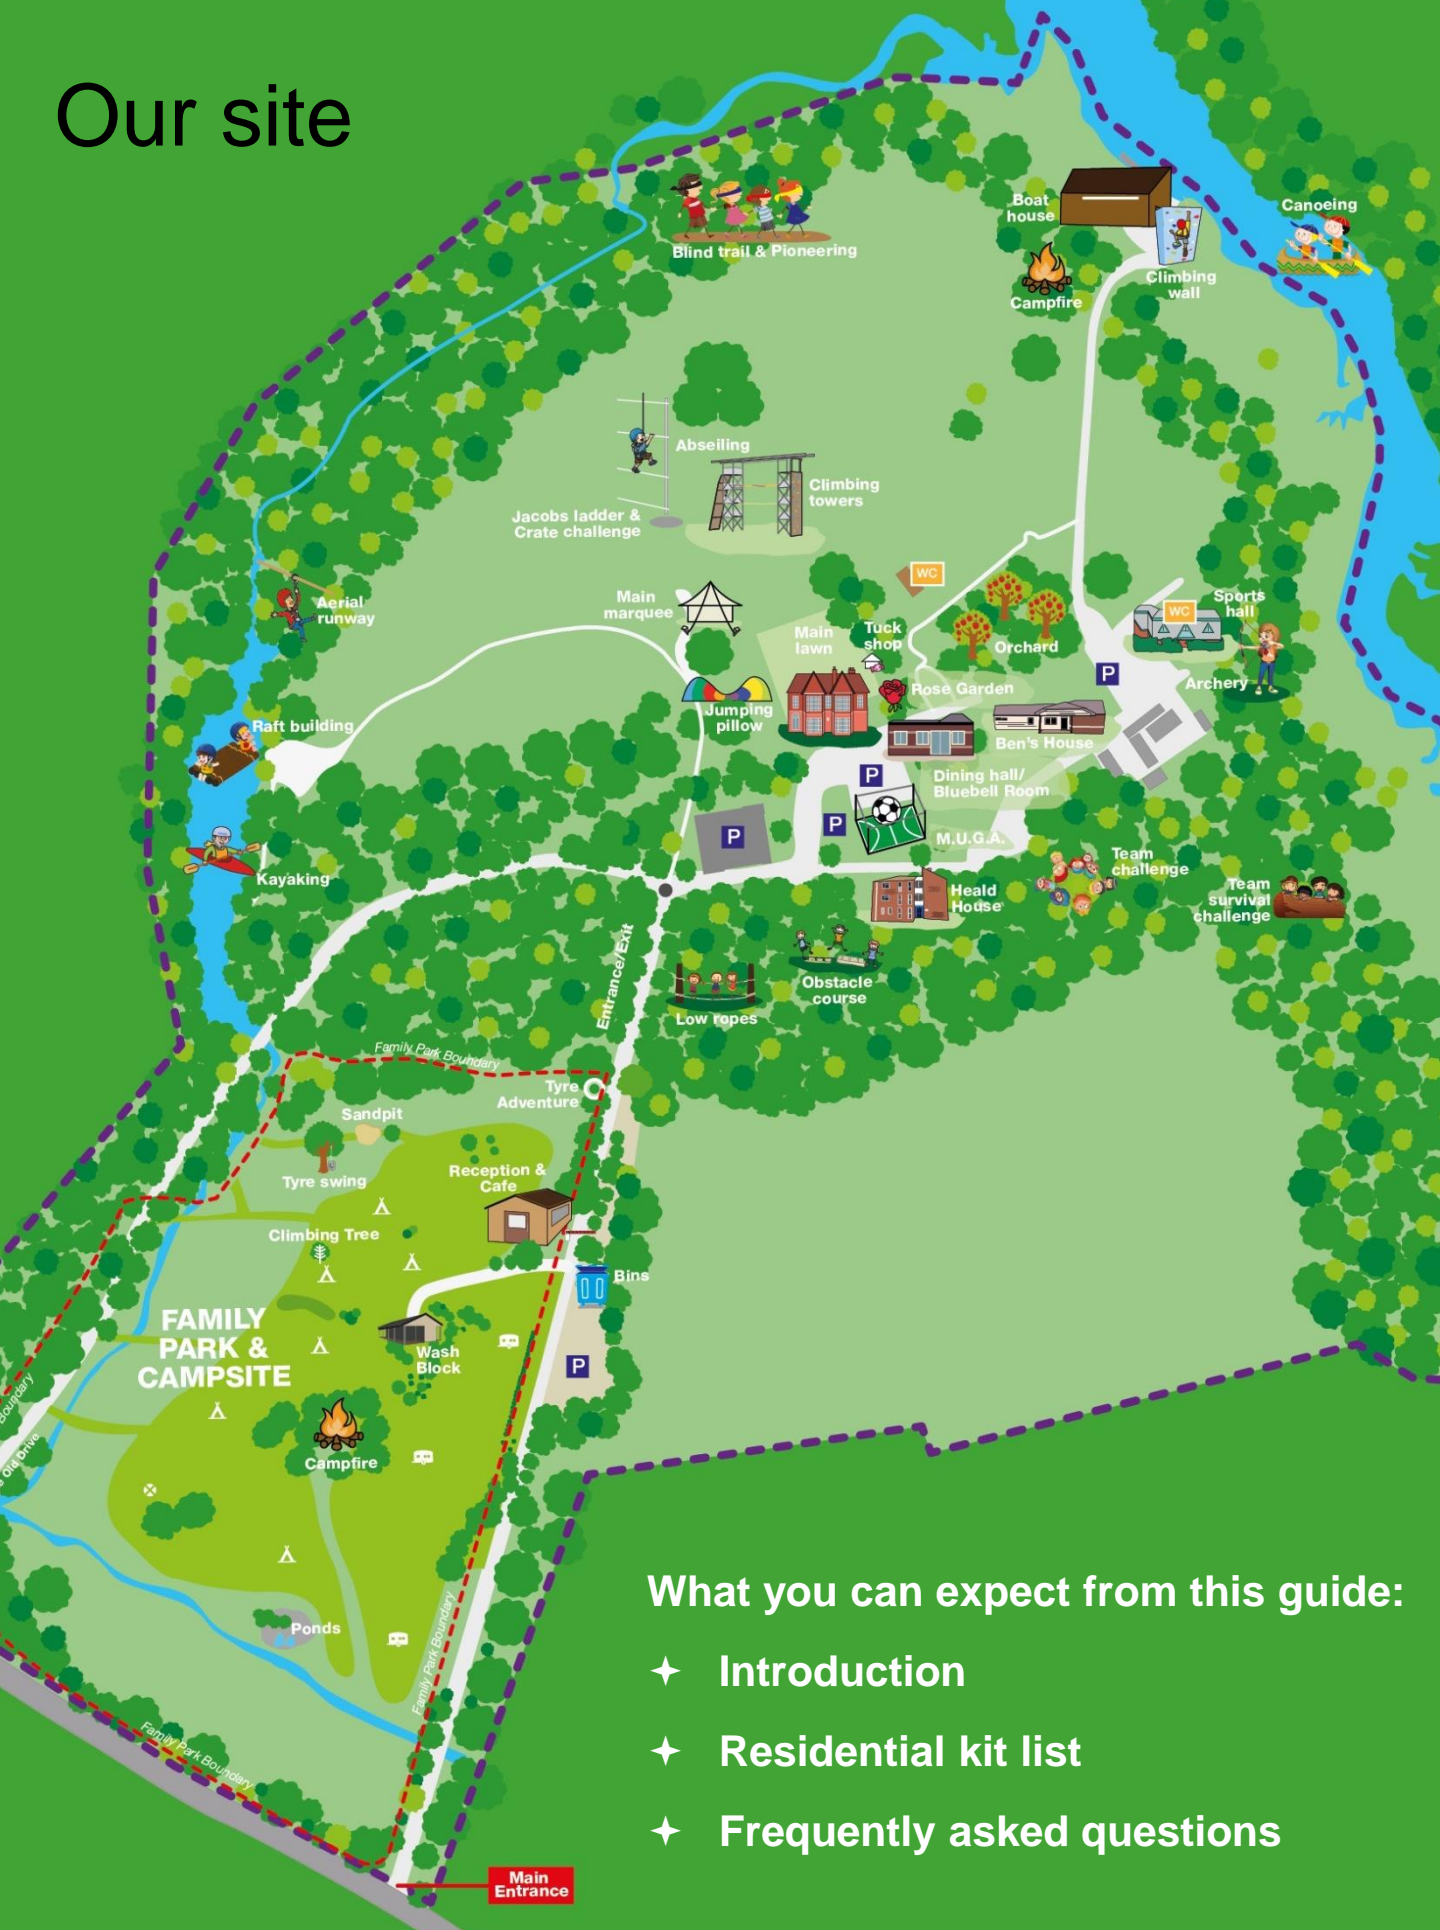 Our site
Blind trail & Pioneering
Boat
house
Canoeing
Campfire
Climbing
wall
Abseiling
Climbing
towers
Jacobs ladder &
Crate challenge
WC
Main
marquee
Aerial
runway
Main
lawn
Tuck
shop
Orchard
WC
Sports
hall
P
Archery
Rose Garden
Jumping
pillow
Raft building
Ben's House
P
Dining hall/
Bluebell Room
P
P
M.U.G.A.
Team
challenge
Kayaking
Heald
House
Team
survival
challenge
Entrance/Exit
Obstacle
course
Low ropes
Family Park Boundary
Tyre
Adventure
Sandpit
Reception &
Cafe
Tyre swing
Climbing Tree
Bins
FAMILY
PARK &
CAMPSITE
Wash
Block
P
Boundary
Old Drive
Campfire
Ponds
Family Park Boundary
Family Park Boundary
Main
Entrance
What you can expect from this guide:
Introduction
Residential kit list
Frequently asked questions